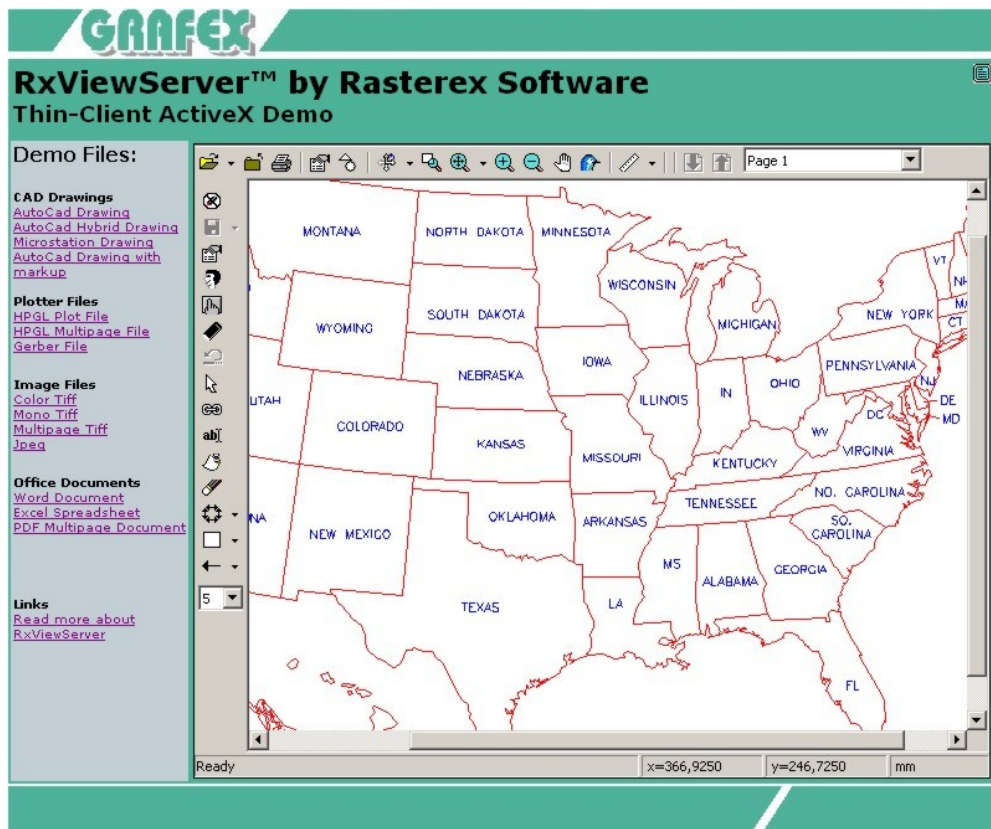 GRAFEX
RxViewServer™ by Rasterex Software
Thin-Client ActiveX Demo
Demo Files:
CAD Drawings
AutoCad Drawing
AutoCad Hybrid Drawing
Microstation Drawing
AutoCad Drawing with
markup
Plotter Files
HPGL Plot File
HPGL Multipage File
Gerber File
Image Files
Color Tiff
Mono Tiff
Multipage Tiff
Jpeg
Office Documents
Word Document
Excel Spreadsheet
PDF Multipage Document
Links
Read more about
RxViewServer
Page 1
ab
5
MONTANA
NORTH DAKOTA
MINNESOTA
VT
NH
WISCONSIN
MA
WYOMING
SOUTH DAKOTA
MICHIGAN
NEW YORK
CT
IOWA
PENNSYLVANIA
NEBRASKA
OHIO
NJ
UTAH
ILLINOIS
IN
DE
DC
MD
COLORADO
WV
KANSAS
VIRGINIA
MISSOURI
KENTUCKY
NO. CAROLINA
TENNESSEE
NA
OKLAHOMA
ARKANSAS
SO.
CAROLINA
NEW MEXICO
MS
GEORGIA
ALABAMA
TEXAS
LA
FL
Ready
x=366,9250
y=246,7250
mm